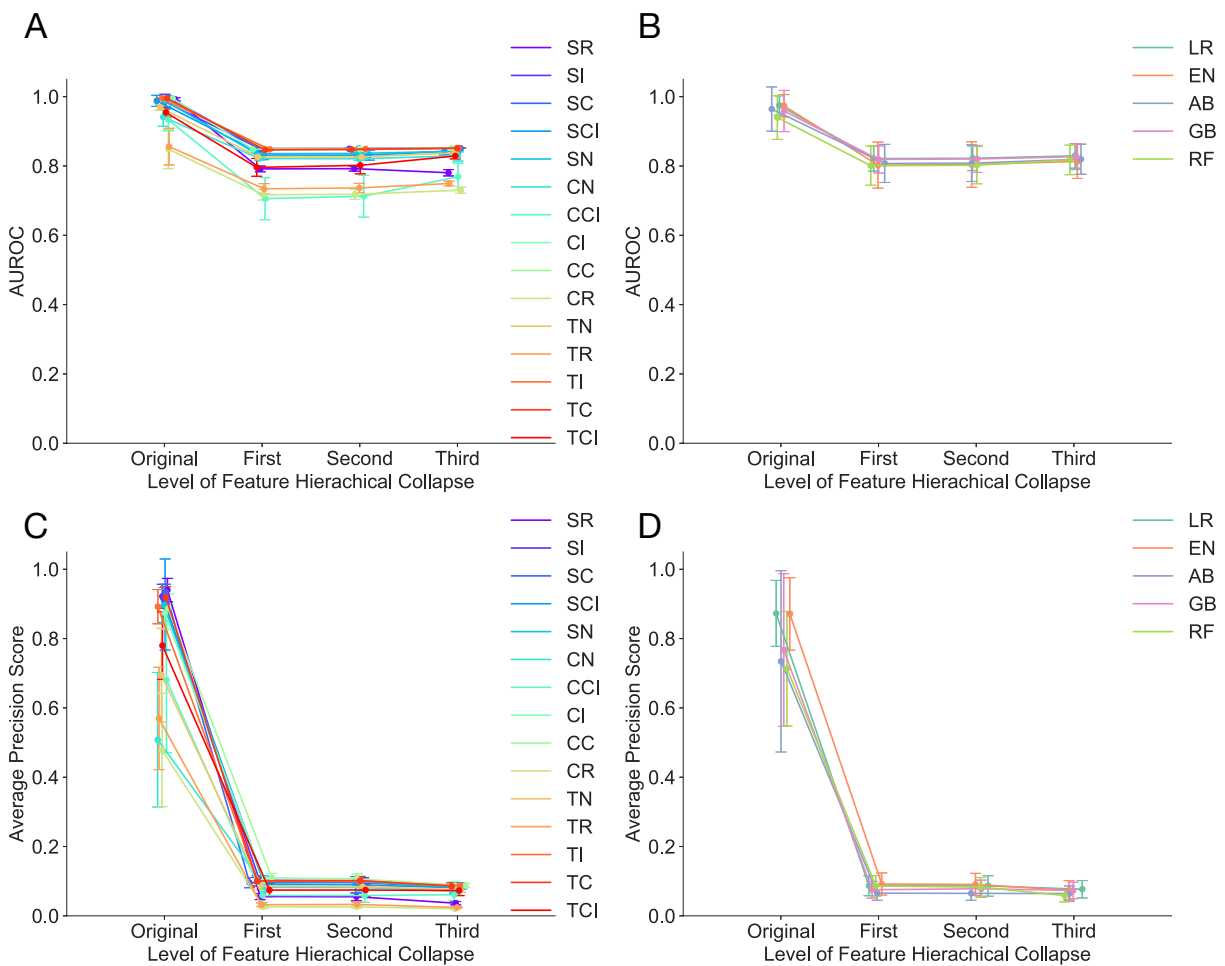 A
AUROC
1.0
0.8
0.6
0.4
0.2
0.0
Original First Second Third
Level of Feature Hierachical Collapse
SR
SI
SC
SCI
SN
CN
CCI
CI
CC
CR
TN
TR
TI
TC
TCI
B
AUROC
1.0
0.8
0.6
0.4
0.2
0.0
Original First Second Third
Level of Feature Hierachical Collapse
LR
EN
AB
GB
RF
C
Average Precision Score
1.0
0.8
0.6
0.4
0.2
0.0
Original First Second Third
Level of Feature Hierachical Collapse
SR
SI
SC
SCI
SN
CN
CCI
CI
CC
CR
TN
TR
TI
TC
TCI
D
Average Precision Score
1.0
0.8
0.6
0.4
0.2
0.0
Original First Second Third
Level of Feature Hierachical Collapse
LR
EN
AB
GB
RF